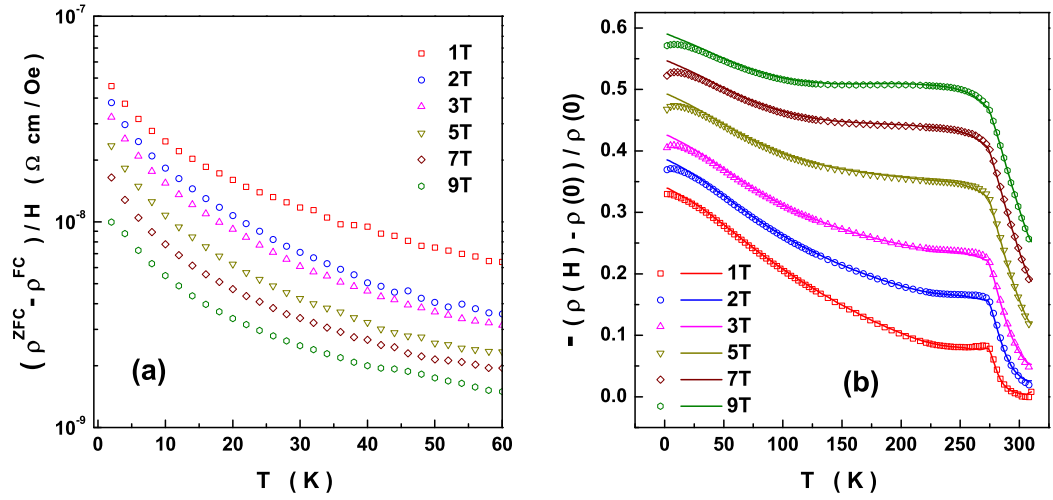 10⁻⁷
10⁻⁸
10⁻⁹
( ρ^ZFC - ρ^FC ) / H ( Ω cm / Oe )
1T
2T
3T
5T
7T
9T
(a)
0 10 20 30 40 50 60
T ( K )
0.6
0.5
0.4
0.3
0.2
0.1
0.0
- ( ρ (H) - ρ (0)) / ρ (0)
1T
2T
3T
5T
7T
9T
(b)
0 50 100 150 200 250 300
T ( K )